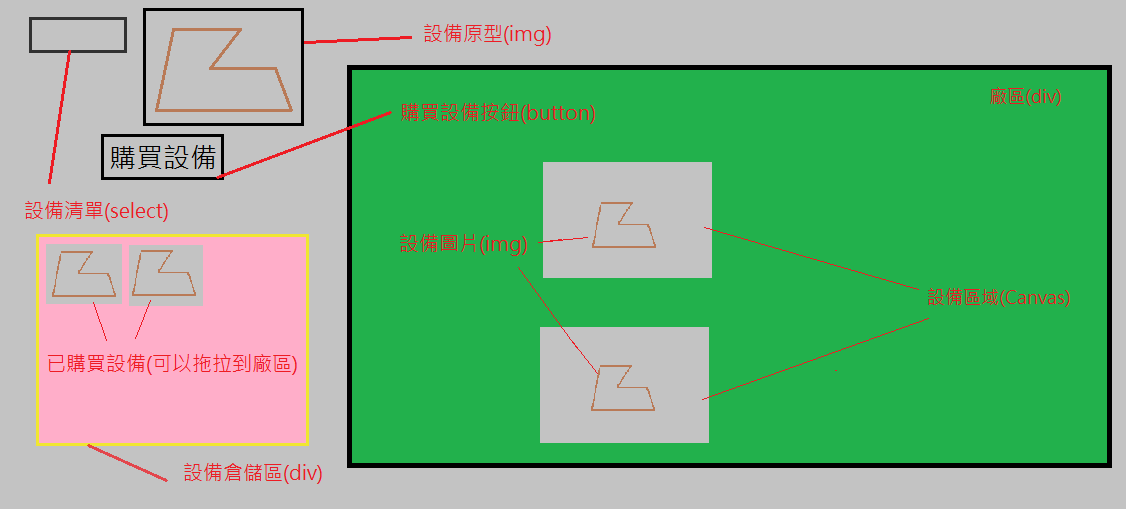 設備原型(img)
廠區(div)
購買設備按鈕(button)
購買設備
設備清單(select)
設備圖片(img)
設備區域(Canvas)
已購買設備(可以拖拉到廠區)
設備倉儲區(div)